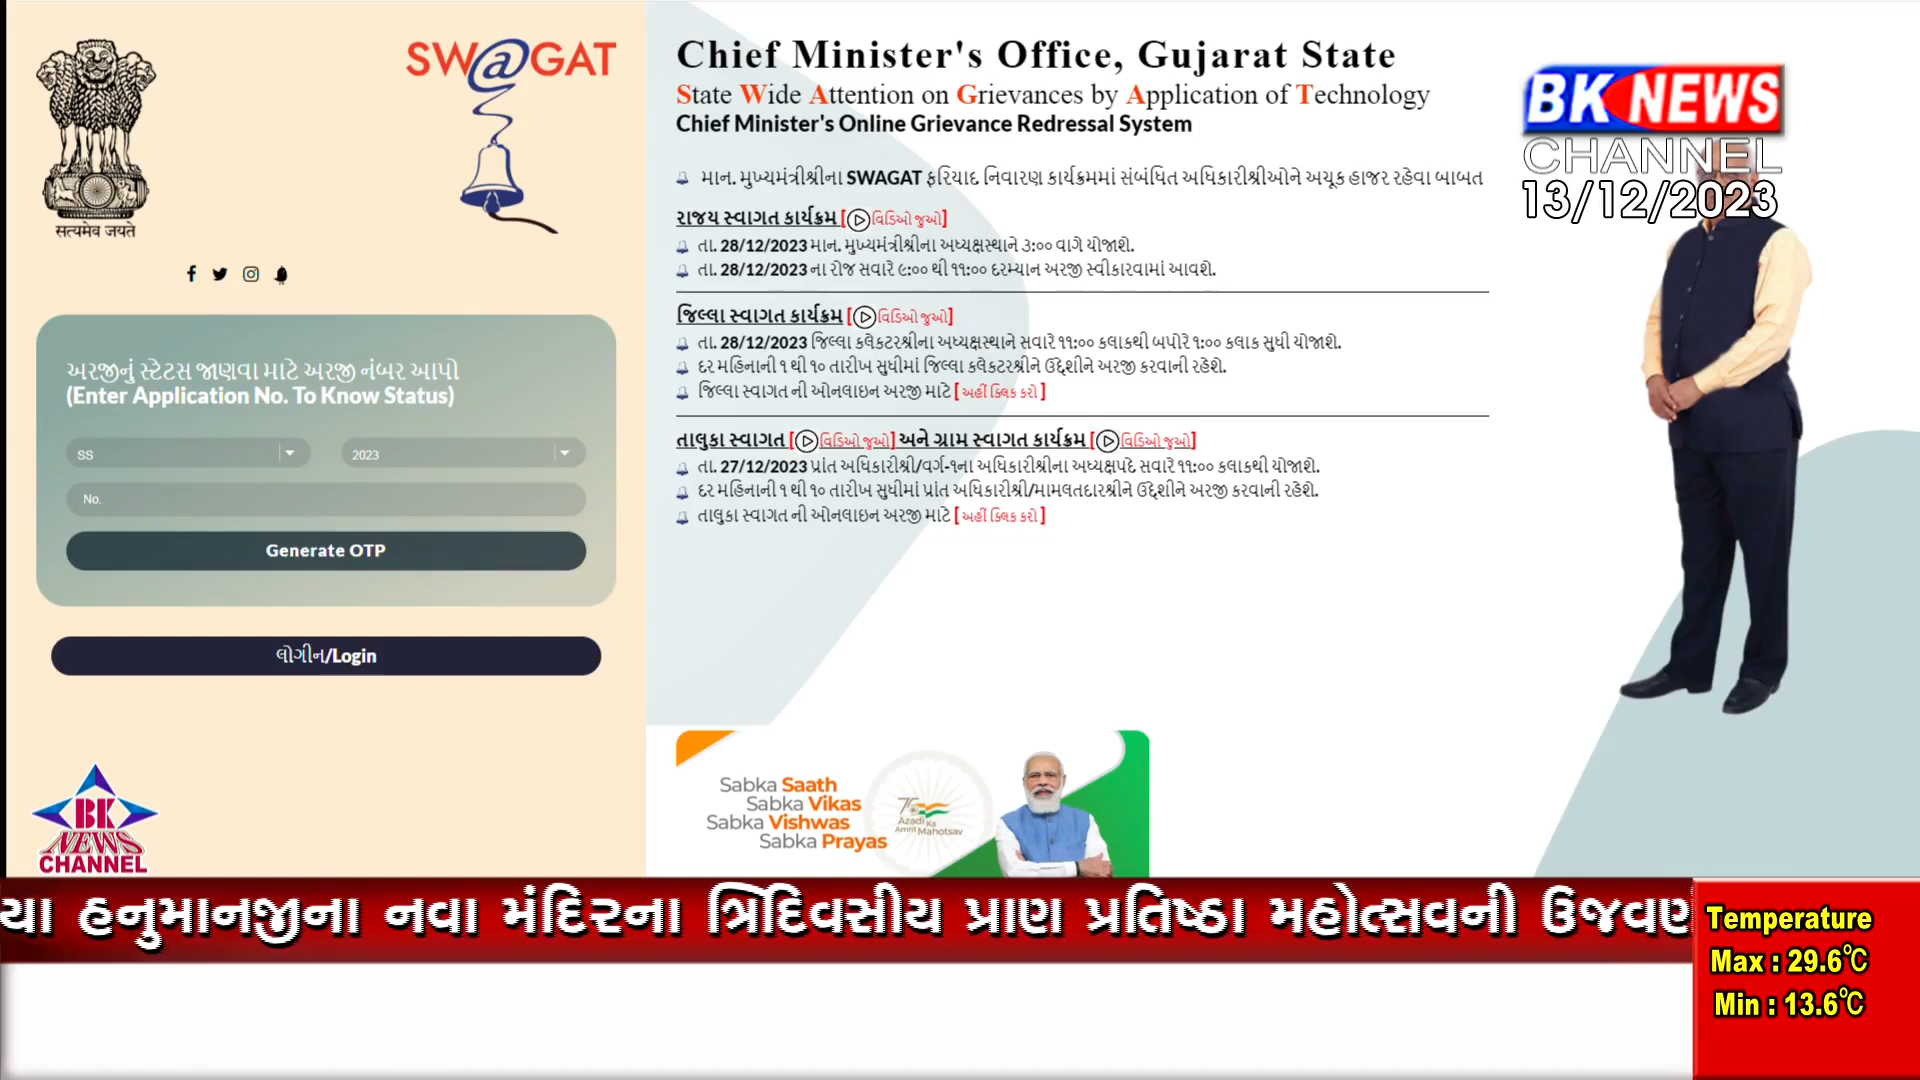 सत्यमेव जयते
SW@GAT
અરજીનું સ્ટેટસ જાણવા માટે અરજી નંબર આપો
(Enter Application No. To Know Status)
SS
2023
No.
Generate OTP
લોગીન/Login
Chief Minister's Office, Gujarat State
State Wide Attention on Grievances by Application of Technology
Chief Minister's Online Grievance Redressal System
માન. મુખ્યમંત્રીશ્રીના SWAGAT ફરિયાદ નિવારણ કાર્યક્રમમાં સંબંધિત અધિકારીશ્રીઓને અચૂક હાજર રહેવા બાબત
રાજ્ય સ્વાગત કાર્યક્રમ [વિડિઓ જુઓ]
તા. 28/12/2023 માન. મુખ્યમંત્રીશ્રીના અધ્યક્ષસ્થાને ૩:૦૦ વાગે યોજાશે.
તા. 28/12/2023 ના રોજ સવારે ૯:૦૦ થી ૧૧:૦૦ દરમ્યાન અરજી સ્વીકારવામાં આવશે.
જિલ્લા સ્વાગત કાર્યક્રમ [વિડિઓ જુઓ]
તા. 28/12/2023 જિલ્લા કલેકટરશ્રીના અધ્યક્ષસ્થાને સવારે ૧૧:૦૦ કલાકથી બપોરે ૧:૦૦ કલાક સુધી યોજાશે.
દર મહિનાની ૧ થી ૧૦ તારીખ સુધીમાં જિલ્લા કલેકટરશ્રીને ઉદ્દેશીને અરજી કરવાની રહેશે.
જિલ્લા સ્વાગત ની ઓનલાઇન અરજી માટે [ અહીં ક્લિક કરો ]
તાલુકા સ્વાગત [વિડિઓ જુઓ] અને ગ્રામ સ્વાગત કાર્યક્રમ [વિડિઓ જુઓ]
તા. 27/12/2023 પ્રાંત અધિકારીશ્રી/વર્ગ-૧ના અધિકારીશ્રીના અધ્યક્ષપદે સવારે ૧૧:૦૦ કલાકથી યોજાશે.
દર મહિનાની ૧ થી ૧૦ તારીખ સુધીમાં પ્રાંત અધિકારીશ્રી/મામલતદારશ્રીને ઉદ્દેશીને અરજી કરવાની રહેશે.
તાલુકા સ્વાગત ની ઓનલાઇન અરજી માટે [ અહીં ક્લિક કરો ]
BK NEWS
CHANNEL
13/12/2023
Sabka Saath
Sabka Vikas
Sabka Vishwas
Sabka Prayas
75
Azadi Ka
Amrit Mahotsav
BK
NEWS
CHANNEL
યા હનુમાનજીના નવા મંદિરના ત્રિદિવસીય પ્રાણ પ્રતિષ્ઠા મહોત્સવની ઉજવણ
Temperature
Max : 29.6℃
Min : 13.6℃